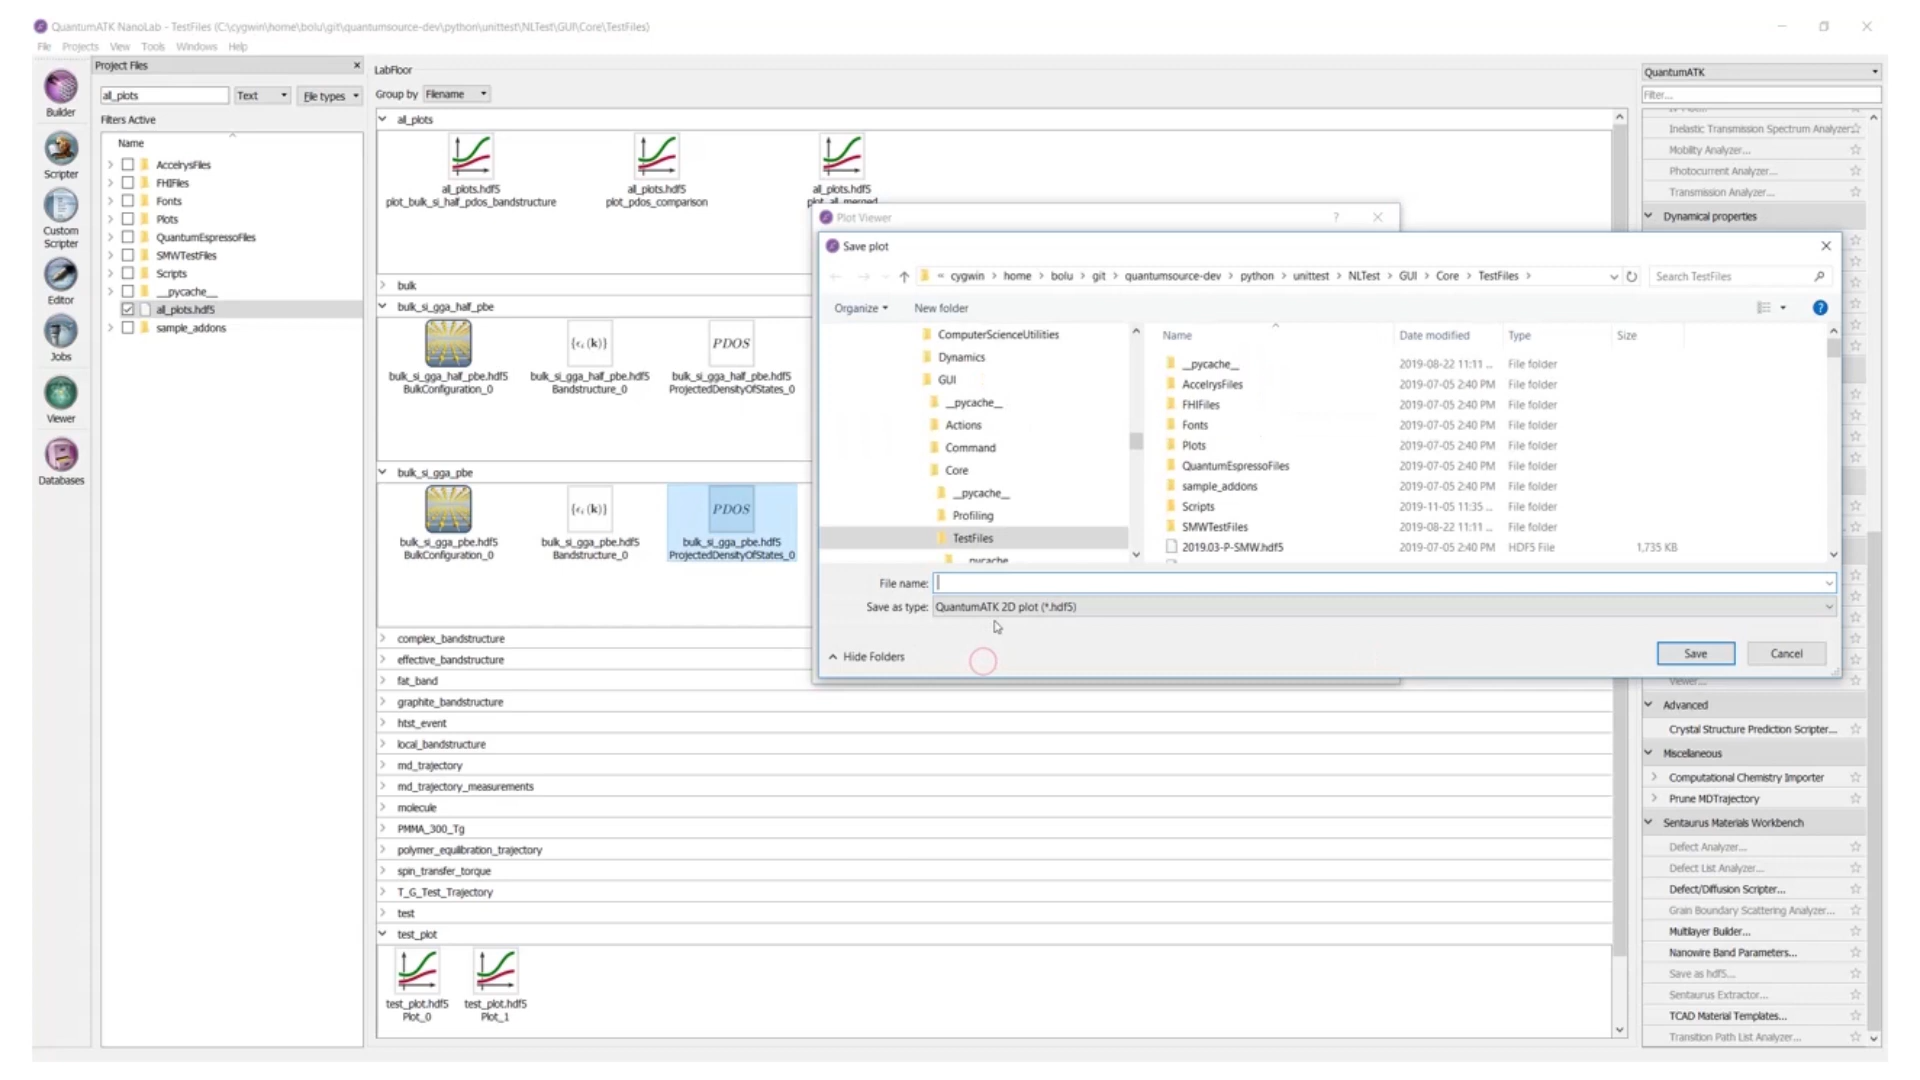 QuantumATK NanoLab - TestFiles (C:\cygwin\home\bolu\git\quantumsource-dev\python\unittest\NLTest\GUI\Core\TestFiles)
File Projects View Tools Windows Help
Builder
Scripter
Custom
Scripter
Editor
Jobs
Viewer
Databases
Project Files
all_plots Text File types
Filters Active
Name
AccelrysFiles
FHIFiles
Fonts
Plots
QuantumEspressoFiles
SMWTestFiles
Scripts
__pycache__
all_plots.hdf5
sample_addons
LabFloor
Group by Filename
all_plots
all_plots.hdf5
plot_bulk_si_half_pdos_bandstructure
all_plots.hdf5
plot_pdos_comparison
all_plots.hdf5
plot_all_merged
bulk
bulk_si_gga_half_pbe
{εᵢ(k)}
PDOS
bulk_si_gga_half_pbe.hdf5
BulkConfiguration_0
bulk_si_gga_half_pbe.hdf5
Bandstructure_0
bulk_si_gga_half_pbe.hdf5
ProjectedDensityOfStates_0
bulk_si_gga_pbe
{εᵢ(k)}
PDOS
bulk_si_gga_pbe.hdf5
BulkConfiguration_0
bulk_si_gga_pbe.hdf5
Bandstructure_0
bulk_si_gga_pbe.hdf5
ProjectedDensityOfStates_0
complex_bandstructure
effective_bandstructure
fat_band
graphite_bandstructure
htst_event
local_bandstructure
md_trajectory
md_trajectory_measurements
molecule
PMMA_300_Tg
polymer_equilibration_trajectory
spin_transfer_torque
T_G_Test_Trajectory
test
test_plot
test_plot.hdf5
Plot_0
test_plot.hdf5
Plot_1
Plot Viewer
Save plot
« cygwin > home > bolu > git > quantumsource-dev > python > unittest > NLTest > GUI > Core > TestFiles >
Search TestFiles
Organize New folder
ComputerScienceUtilities
Dynamics
GUI
__pycache__
Actions
Command
Core
__pycache__
Profiling
TestFiles
__pycache__
Name Date modified Type Size
__pycache__ 2019-08-22 11:11 ... File folder
AccelrysFiles 2019-07-05 2:40 PM File folder
FHIFiles 2019-07-05 2:40 PM File folder
Fonts 2019-07-05 2:40 PM File folder
Plots 2019-07-05 2:40 PM File folder
QuantumEspressoFiles 2019-07-05 2:40 PM File folder
sample_addons 2019-07-05 2:40 PM File folder
Scripts 2019-11-05 11:35 ... File folder
SMWTestFiles 2019-08-22 11:11 ... File folder
2019.03-P-SMW.hdf5 2019-07-05 2:40 PM HDF5 File 1,735 KB
File name:
Save as type: QuantumATK 2D plot (*.hdf5)
Hide Folders
Save Cancel
QuantumATK
Filter...
Inelastic Transmission Spectrum Analyzer...
Mobility Analyzer...
Photocurrent Analyzer...
Transmission Analyzer...
Dynamical properties
Viewer...
Advanced
Crystal Structure Prediction Scripter...
Miscellaneous
Computational Chemistry Importer
Prune MDTrajectory
Sentaurus Materials Workbench
Defect Analyzer...
Defect List Analyzer...
Defect/Diffusion Scripter...
Grain Boundary Scattering Analyzer...
Multilayer Builder...
Nanowire Band Parameters...
Save as hdf5...
Sentaurus Extractor...
TCAD Material Templates...
Transition Path List Analyzer...